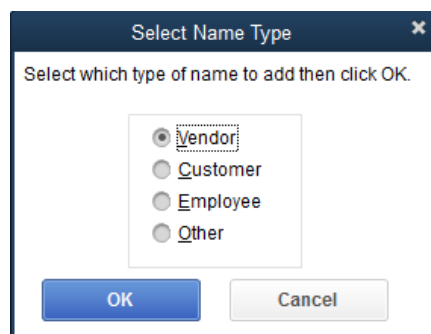 Select Name Type
Select which type of name to add then click OK.
Vendor
Customer
Employee
Other
OK
Cancel